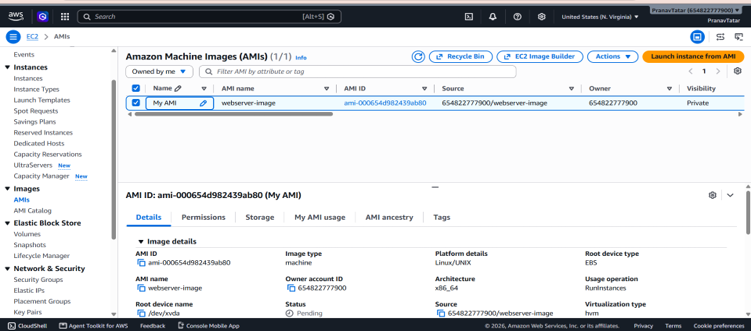 aws
Search
[Alt+S]
United States (N. Virginia)
PranavTatar (654822777900)
PranavTatar
EC2
AMIs
Events
Instances
Instances
Instance Types
Launch Templates
Spot Requests
Savings Plans
Reserved Instances
Dedicated Hosts
Capacity Reservations
UltraServers New
Capacity Manager New
Images
AMIs
AMI Catalog
Elastic Block Store
Volumes
Snapshots
Lifecycle Manager
Network & Security
Security Groups
Elastic IPs
Placement Groups
Key Pairs
Amazon Machine Images (AMIs) (1/1) Info
Recycle Bin
EC2 Image Builder
Actions
Launch instance from AMI
Owned by me
Filter AMI by attribute or tag
1
Name AMI name AMI ID Source Owner Visibility
My AMI webserver-image ami-000654d982439ab80 654822777900/webserver-image 654822777900 Private
AMI ID: ami-000654d982439ab80 (My AMI)
Details Permissions Storage My AMI usage AMI ancestry Tags
Image details
AMI ID Image type Platform details Root device type
ami-000654d982439ab80 machine Linux/UNIX EBS
AMI name Owner account ID Architecture Usage operation
webserver-image 654822777900 x86_64 RunInstances
Root device name Status Source Virtualization type
/dev/xvda Pending 654822777900/webserver-image hvm
CloudShell Agent Toolkit for AWS Feedback Console Mobile App © 2026, Amazon Web Services, Inc. or its affiliates. Privacy Terms Cookie preferences